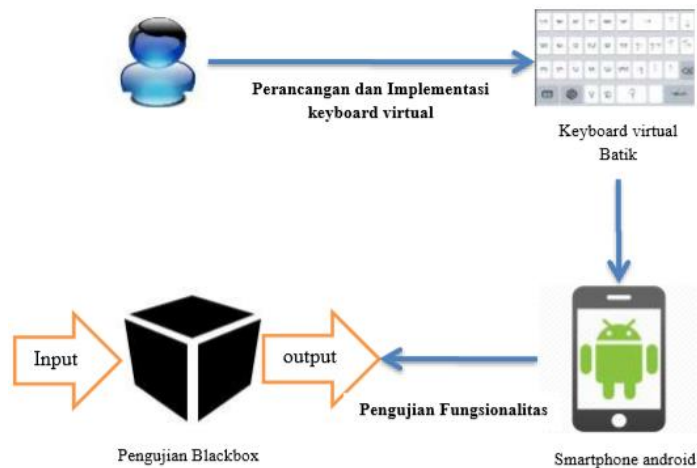 Perancangan dan Implementasi
keyboard virtual
Keyboard virtual
Batik
Input
output
Pengujian Fungsionalitas
Pengujian Blackbox
Smartphone android